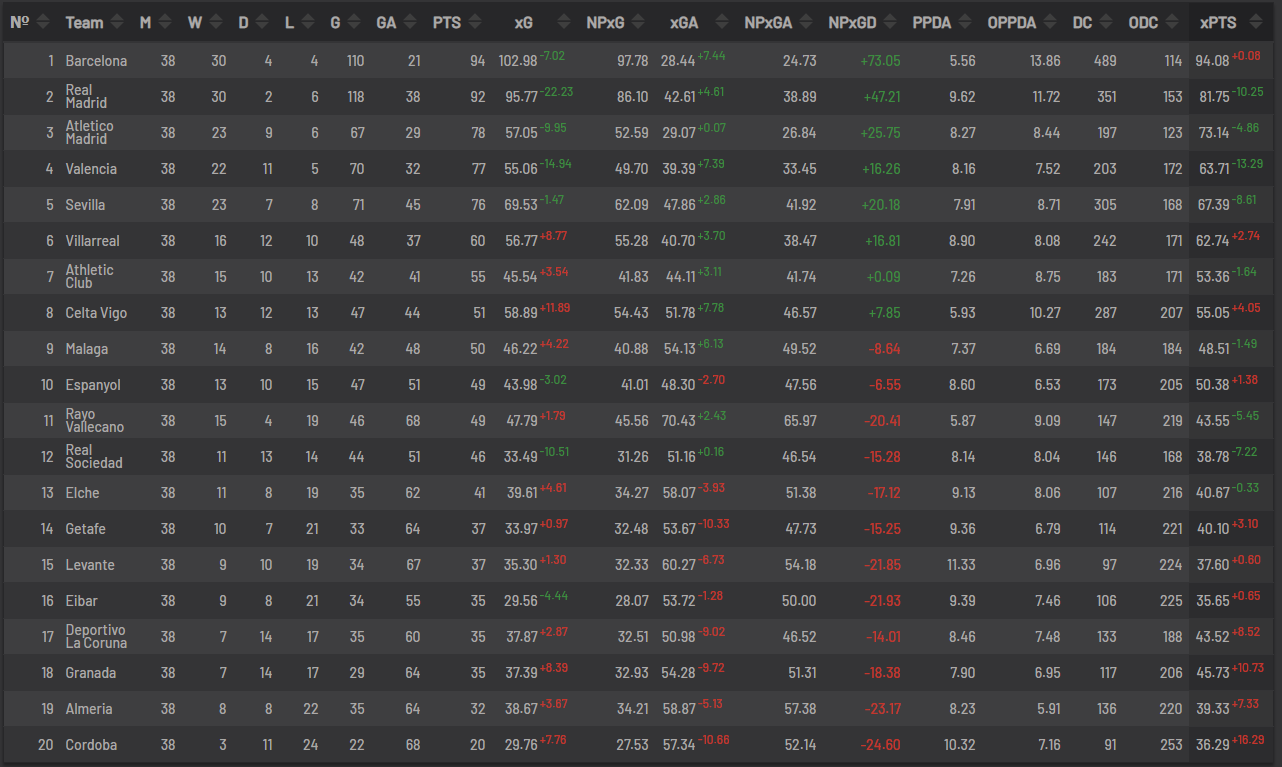 Nº Team M W D L G GA PTS xG NPxG xGA NPxGA NPxGD PPDA OPPDA DC ODC xPTS
1 Barcelona 38 30 4 4 110 21 94 102.98 -7.02 97.78 28.44 +7.44 24.73 +73.05 5.56 13.86 489 114 94.08 +0.08
2 Real Madrid 38 30 2 6 118 38 92 95.77 -22.23 86.10 42.61 +4.61 38.89 +47.21 9.62 11.72 351 153 81.75 -10.25
3 Atletico Madrid 38 23 9 6 67 29 78 57.05 -9.95 52.59 29.07 +0.07 26.84 +25.75 8.27 8.44 197 123 73.14 -4.86
4 Valencia 38 22 11 5 70 32 77 55.06 -14.94 49.70 39.39 +7.39 33.45 +16.26 8.16 7.52 203 172 63.71 -13.29
5 Sevilla 38 23 7 8 71 45 76 69.53 -1.47 62.09 47.86 +2.86 41.92 +20.18 7.91 8.71 305 168 67.39 -8.61
6 Villarreal 38 16 12 10 48 37 60 56.77 +8.77 55.28 40.70 +3.70 38.47 +16.81 8.90 8.08 242 171 62.74 +2.74
7 Athletic Club 38 15 10 13 42 41 55 45.54 +3.54 41.83 44.11 +3.11 41.74 +0.09 7.26 8.75 183 171 53.36 -1.64
8 Celta Vigo 38 13 12 13 47 44 51 58.89 +11.89 54.43 51.78 +7.78 46.57 +7.85 5.93 10.27 287 207 55.05 +4.05
9 Malaga 38 14 8 16 42 48 50 46.22 +4.22 40.88 54.13 +6.13 49.52 -8.64 7.37 6.69 184 184 48.51 -1.49
10 Espanyol 38 13 10 15 47 51 49 43.98 -3.02 41.01 48.30 -2.70 47.56 -6.55 8.60 6.53 173 205 50.38 +1.38
11 Rayo Vallecano 38 15 4 19 46 68 49 47.79 +1.79 45.56 70.43 +2.43 65.97 -20.41 5.87 9.09 147 219 43.55 -5.45
12 Real Sociedad 38 11 13 14 44 51 46 33.49 -10.51 31.26 51.16 +0.16 46.54 -15.28 8.14 8.04 146 168 38.78 -7.22
13 Elche 38 11 8 19 35 62 41 39.61 +4.61 34.27 58.07 -3.93 51.38 -17.12 9.13 8.06 107 216 40.67 -0.33
14 Getafe 38 10 7 21 33 64 37 33.97 +0.97 32.48 53.67 -10.33 47.73 -15.25 9.36 6.79 114 221 40.10 +3.10
15 Levante 38 9 10 19 34 67 37 35.30 +1.30 32.33 60.27 -6.73 54.18 -21.85 11.33 6.96 97 224 37.60 +0.60
16 Eibar 38 9 8 21 34 55 35 29.56 -4.44 28.07 53.72 -1.28 50.00 -21.93 9.39 7.46 106 225 35.65 +0.65
17 Deportivo La Coruna 38 7 14 17 35 60 35 37.87 +2.87 32.51 50.98 -9.02 46.52 -14.01 8.46 7.48 133 188 43.52 +8.52
18 Granada 38 7 14 17 29 64 35 37.39 +8.39 32.93 54.28 -9.72 51.31 -18.38 7.90 6.95 117 206 45.73 +10.73
19 Almeria 38 8 8 22 35 64 32 38.67 +3.67 34.21 58.87 -5.13 57.38 -23.17 8.23 5.91 136 220 39.33 +7.33
20 Cordoba 38 3 11 24 22 68 20 29.76 +7.76 27.53 57.34 -10.66 52.14 -24.60 10.32 7.16 91 253 36.29 +16.29